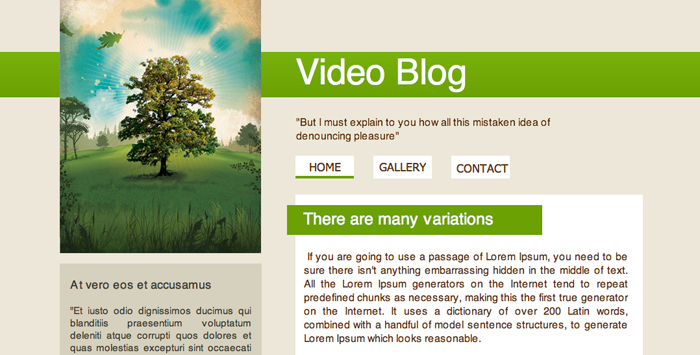 Video Blog
"But I must explain to you how all this mistaken idea of
denouncing pleasure"
HOME
GALLERY
CONTACT
There are many variations
If you are going to use a passage of Lorem Ipsum, you need to be
sure there isn't anything embarrassing hidden in the middle of text.
All the Lorem Ipsum generators on the Internet tend to repeat
predefined chunks as necessary, making this the first true generator
on the Internet. It uses a dictionary of over 200 Latin words,
combined with a handful of model sentence structures, to generate
Lorem Ipsum which looks reasonable.
At vero eos et accusamus
"Et iusto odio dignissimos ducimus qui
blanditiis praesentium voluptatum
deleniti atque corrupti quos dolores et
quas molestias excepturi sint occaecati